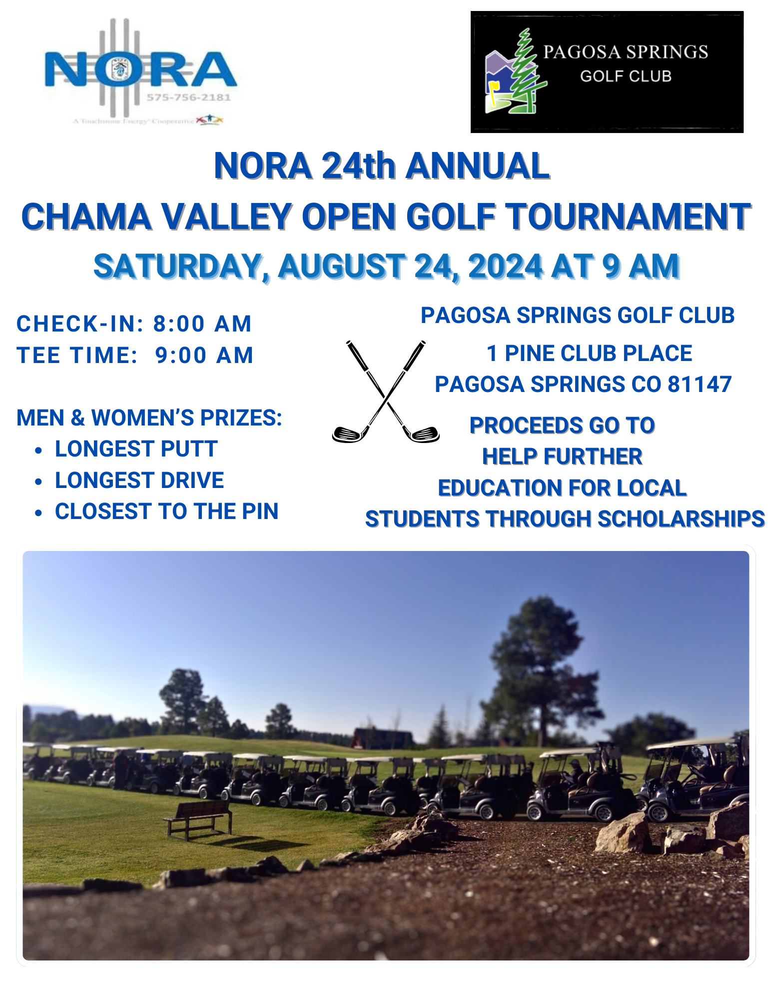 NORA
575-756-2181
A Touchstone Energy® Cooperative
PAGOSA SPRINGS
GOLF CLUB
NORA 24th ANNUAL
CHAMA VALLEY OPEN GOLF TOURNAMENT
SATURDAY, AUGUST 24, 2024 AT 9 AM
CHECK-IN: 8:00 AM
TEE TIME: 9:00 AM
MEN & WOMEN’S PRIZES:
• LONGEST PUTT
• LONGEST DRIVE
• CLOSEST TO THE PIN
PAGOSA SPRINGS GOLF CLUB
1 PINE CLUB PLACE
PAGOSA SPRINGS CO 81147
PROCEEDS GO TO
HELP FURTHER
EDUCATION FOR LOCAL
STUDENTS THROUGH SCHOLARSHIPS